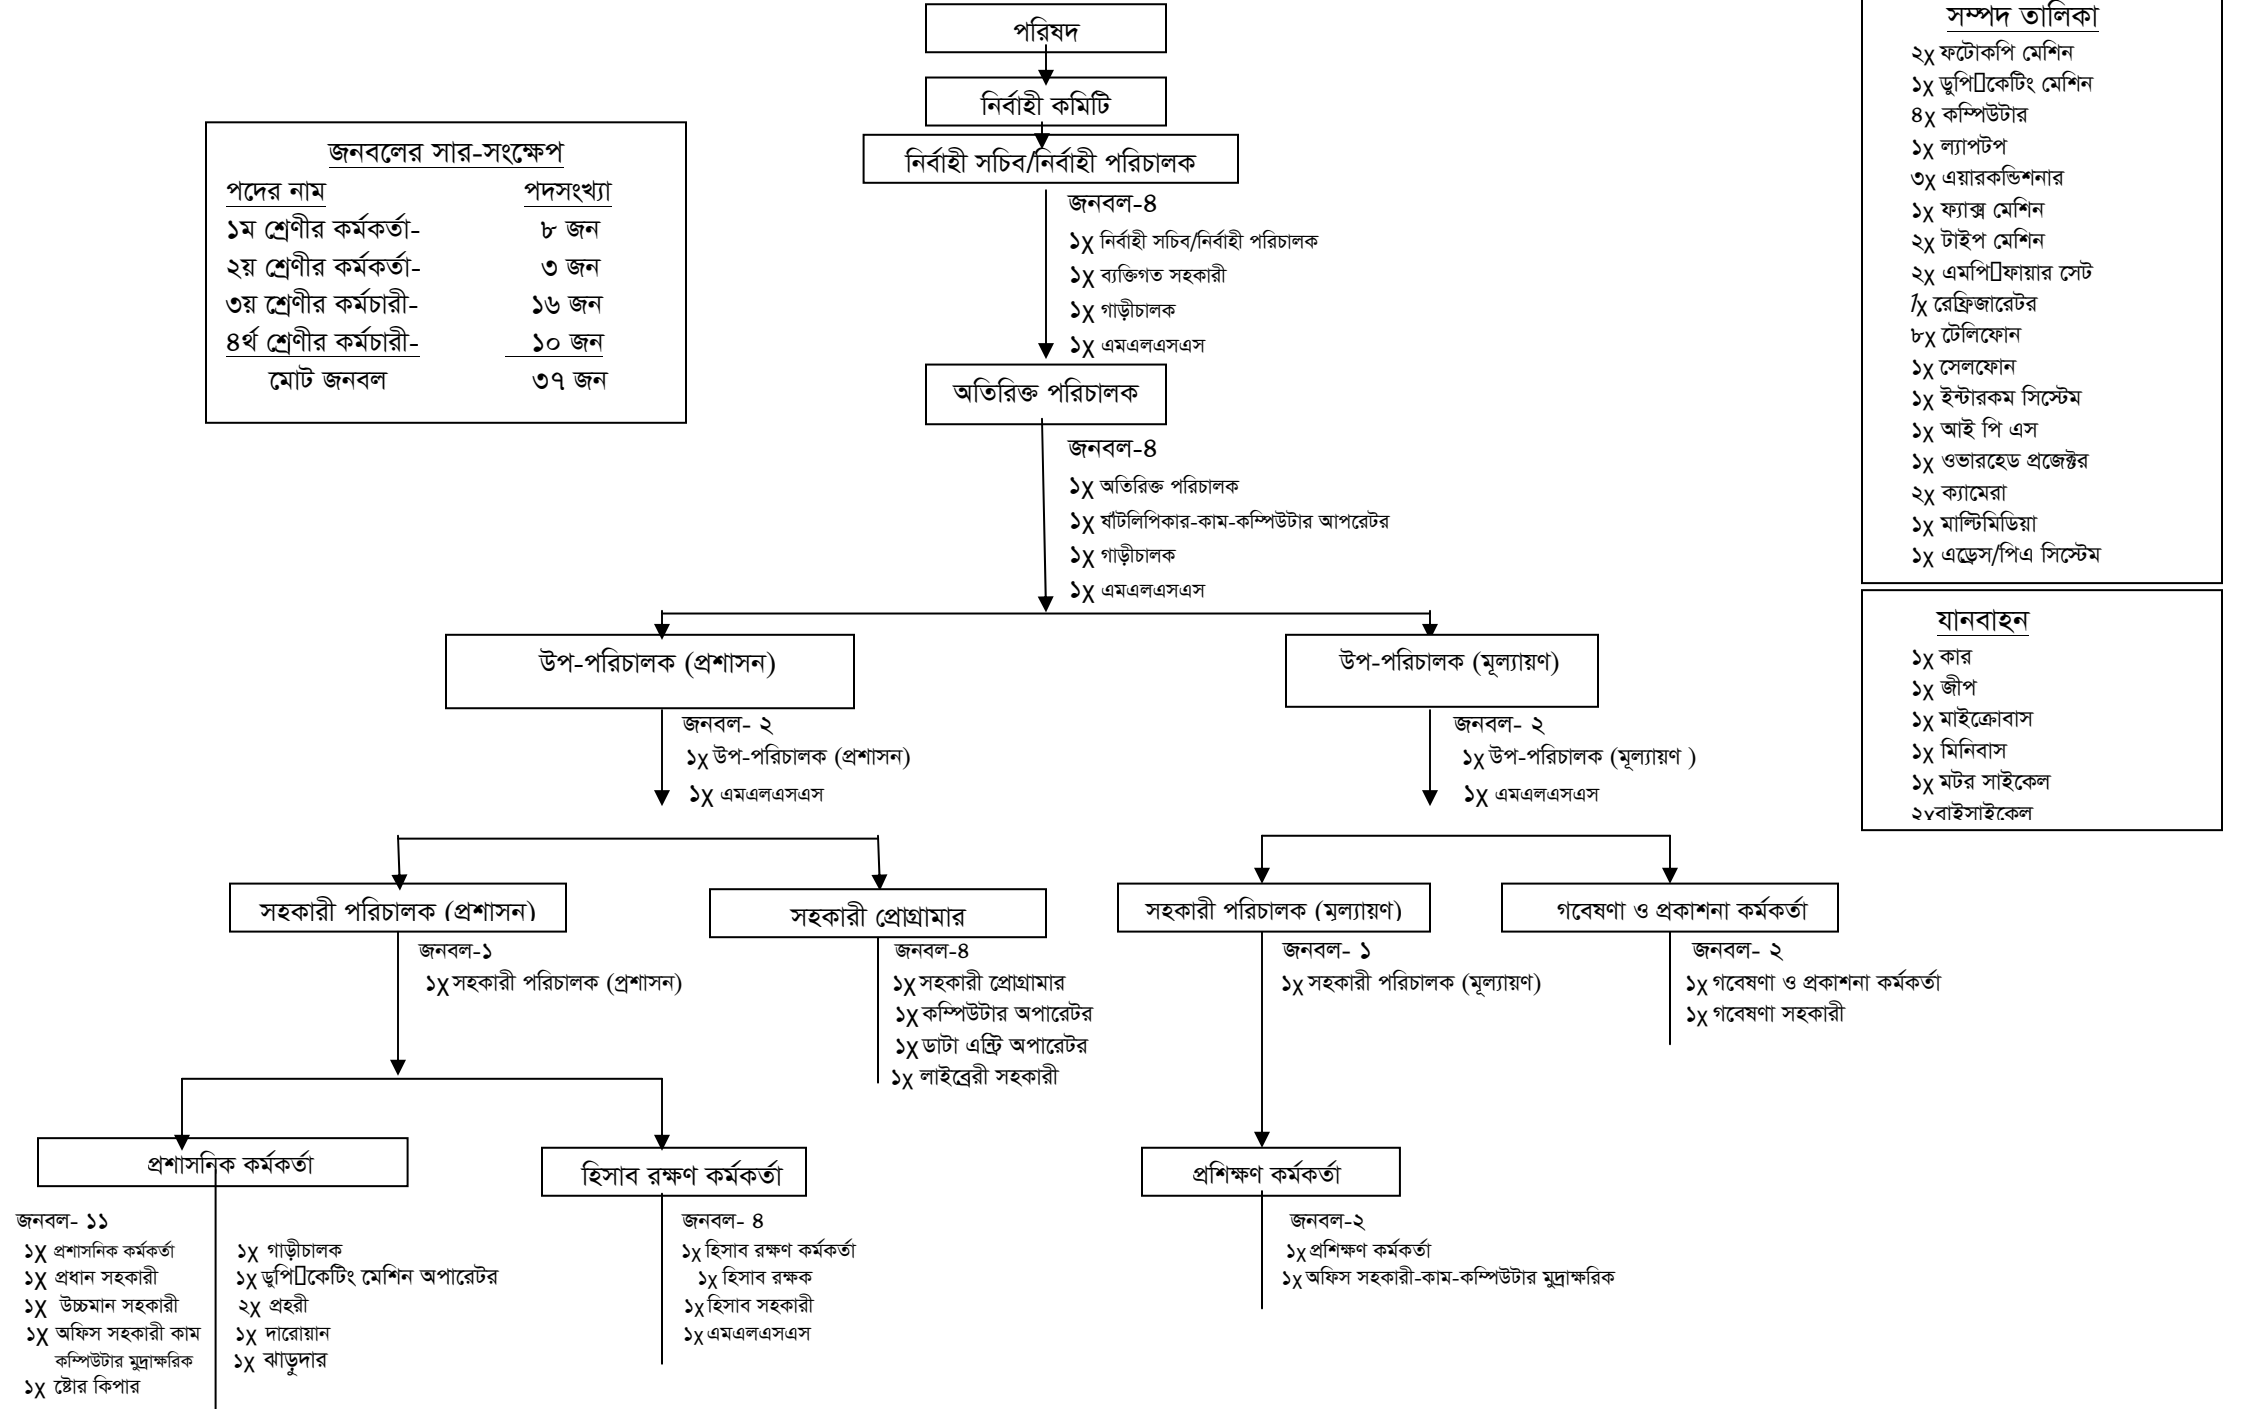 পরিষদ
নির্বাহী কমিটি
নির্বাহী সচিব/নির্বাহী পরিচালক
জনবল-৪
১x নির্বাহী সচিব/নির্বাহী পরিচালক
১x ব্যক্তিগত সহকারী
১x গাড়ীচালক
১x এমএলএসএস
অতিরিক্ত পরিচালক
জনবল-৪
১x অতিরিক্ত পরিচালক
১x ষাঁটলিপিকার-কাম-কম্পিউটার আপরেটর
১x গাড়ীচালক
১x এমএলএসএস
জনবলের সার-সংক্ষেপ
পদের নাম পদসংখ্যা
১ম শ্রেণীর কর্মকর্তা- ৮ জন
২য় শ্রেণীর কর্মকর্তা- ৩ জন
৩য় শ্রেণীর কর্মচারী- ১৬ জন
৪র্থ শ্রেণীর কর্মচারী- ১০ জন
মোট জনবল ৩৭ জন
সম্পদ তালিকা
২x ফটোকপি মেশিন
১x ডুপি▯কেটিং মেশিন
৪x কম্পিউটার
১x ল্যাপটপ
৩x এয়ারকন্ডিশনার
১x ফ্যাক্স মেশিন
২x টাইপ মেশিন
২x এমপি▯ফায়ার সেট
1x রেফ্রিজারেটর
৮x টেলিফোন
১x সেলফোন
১x ইন্টারকম সিস্টেম
১x আই পি এস
১x ওভারহেড প্রজেক্টর
২x ক্যামেরা
১x মাল্টিমিডিয়া
১x এড্রেস/পিএ সিস্টেম
যানবাহন
১x কার
১x জীপ
১x মাইক্রোবাস
১x মিনিবাস
১x মটর সাইকেল
২xবাইসাইকেল
উপ-পরিচালক (প্রশাসন)
জনবল- ২
১x উপ-পরিচালক (প্রশাসন)
১x এমএলএসএস
উপ-পরিচালক (মূল্যায়ণ)
জনবল- ২
১x উপ-পরিচালক (মূল্যায়ণ )
১x এমএলএসএস
সহকারী পরিচালক (প্রশাসন)
জনবল-১
১x সহকারী পরিচালক (প্রশাসন)
সহকারী প্রোগ্রামার
জনবল-৪
১x সহকারী প্রোগ্রামার
১x কম্পিউটার অপারেটর
১x ডাটা এন্ট্রি অপারেটর
১x লাইব্রেরী সহকারী
সহকারী পরিচালক (মূল্যায়ণ)
জনবল- ১
১x সহকারী পরিচালক (মূল্যায়ণ)
গবেষণা ও প্রকাশনা কর্মকর্তা
জনবল- ২
১x গবেষণা ও প্রকাশনা কর্মকর্তা
১x গবেষণা সহকারী
প্রশাসনিক কর্মকর্তা
জনবল- ১১
১x প্রশাসনিক কর্মকর্তা
১x প্রধান সহকারী
১x উচ্চমান সহকারী
১x অফিস সহকারী কাম
কম্পিউটার মুদ্রাক্ষরিক
১x ষ্টোর কিপার
১x গাড়ীচালক
১x ডুপি▯কেটিং মেশিন অপারেটর
২x প্রহরী
১x দারোয়ান
১x ঝাড়ুদার
হিসাব রক্ষণ কর্মকর্তা
জনবল- ৪
১x হিসাব রক্ষণ কর্মকর্তা
১x হিসাব রক্ষক
১x হিসাব সহকারী
১x এমএলএসএস
প্রশিক্ষণ কর্মকর্তা
জনবল-২
১x প্রশিক্ষণ কর্মকর্তা
১x অফিস সহকারী-কাম-কম্পিউটার মুদ্রাক্ষরিক